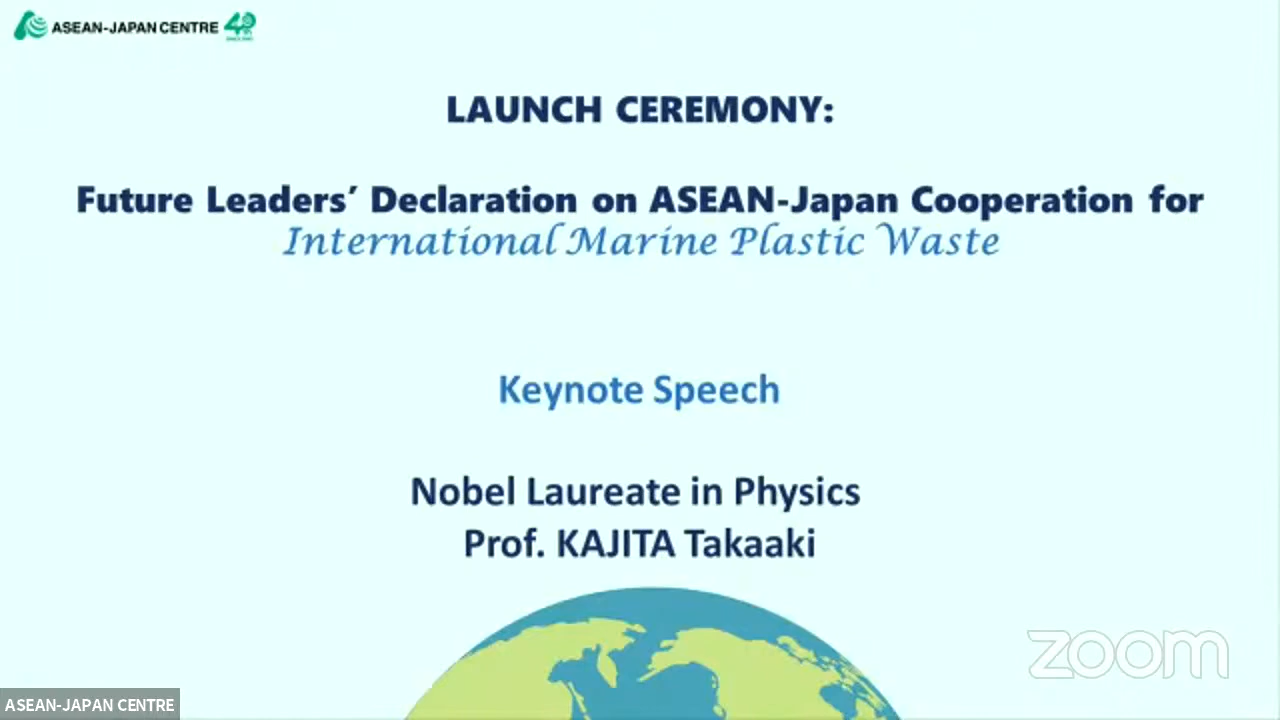 ASEAN-JAPAN CENTRE 40
LAUNCH CEREMONY:
Future Leaders’ Declaration on ASEAN-Japan Cooperation for
International Marine Plastic Waste
Keynote Speech
Nobel Laureate in Physics
Prof. KAJITA Takaaki
zoom
ASEAN-JAPAN CENTRE